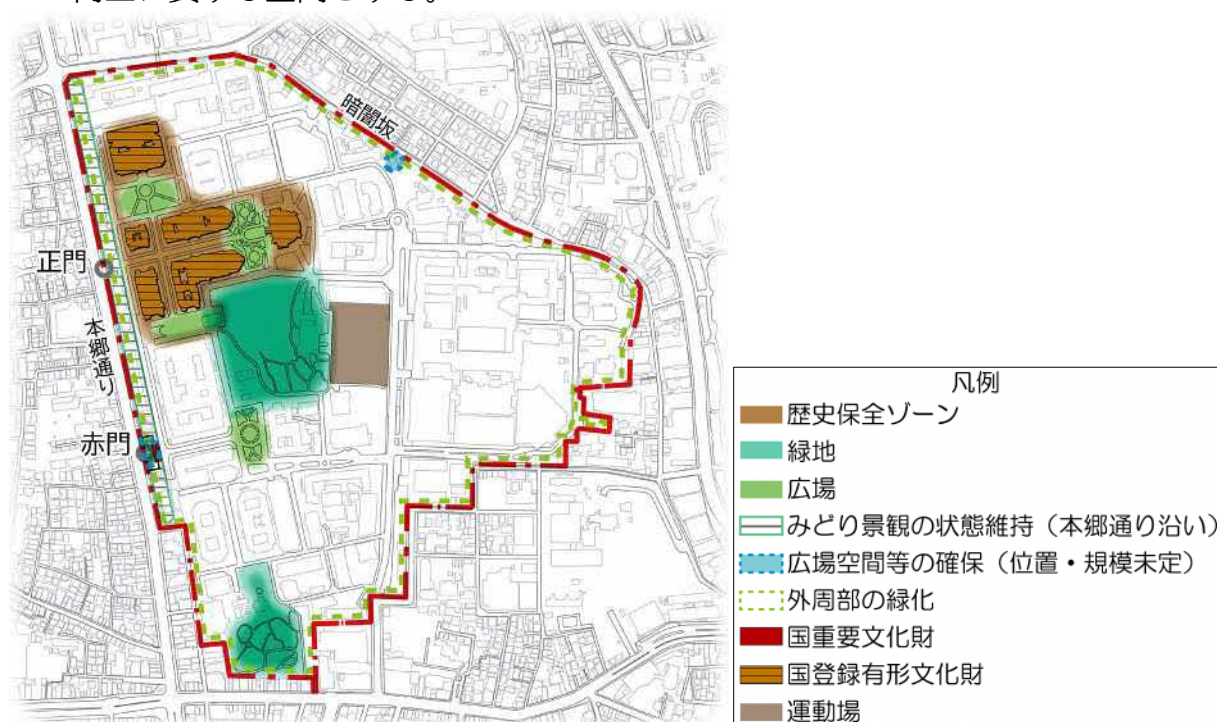 暗闇坂
正門
本郷通り
赤門
凡例
歴史保全ゾーン
緑地
広場
みどり景観の状態維持（本郷通り沿い）
広場空間等の確保（位置・規模未定）
外周部の緑化
国重要文化財
国登録有形文化財
運動場